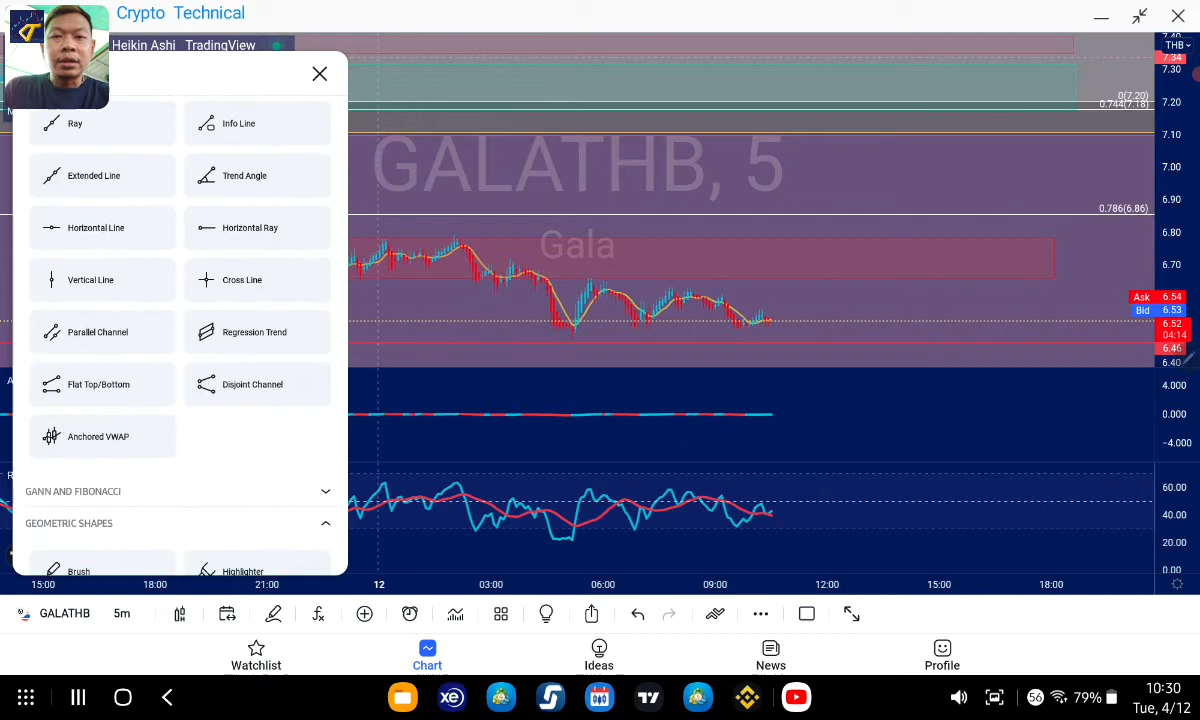 Crypto Technical
Heikin Ashi TradingView
THB
7.40
7.34
7.30
0(7.20)
7.20
0.744(7.18)
7.10
GALATHB, 5
7.00
6.90
0.786(6.86)
6.80
Gala
6.70
Ask 6.54
Bid 6.53
6.52
04:14
6.46
6.40
4.000
0.000
−4.000
60.00
40.00
20.00
0.00
Ray
Info Line
Extended Line
Trend Angle
Horizontal Line
Horizontal Ray
Vertical Line
Cross Line
Parallel Channel
Regression Trend
Flat Top/Bottom
Disjoint Channel
Anchored VWAP
GANN AND FIBONACCI
GEOMETRIC SHAPES
Brush
Highlighter
15:00 18:00 21:00 12 03:00 06:00 09:00 12:00 15:00 18:00
GALATHB 5m
Watchlist
Chart
Ideas
News
Profile
xe
56
79%
10:30
Tue, 4/12